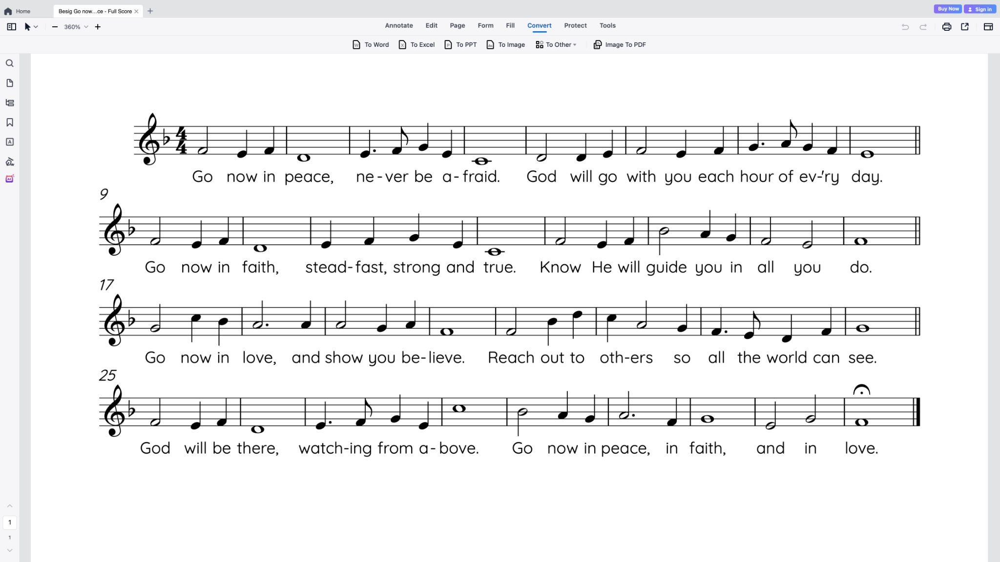 Home
Besig Go now...ce - Full Score
Buy Now
Sign in
360%
Annotate Edit Page Form Fill Convert Protect Tools
To Word To Excel To PPT To Image To Other Image To PDF
4
4
Go now in peace, ne-ver be a-fraid. God will go with you each hour of ev-'ry day.
9
Go now in faith, stead-fast, strong and true. Know He will guide you in all you do.
17
Go now in love, and show you be-lieve. Reach out to oth-ers so all the world can see.
25
God will be there, watch-ing from a-bove. Go now in peace, in faith, and in love.
1
1